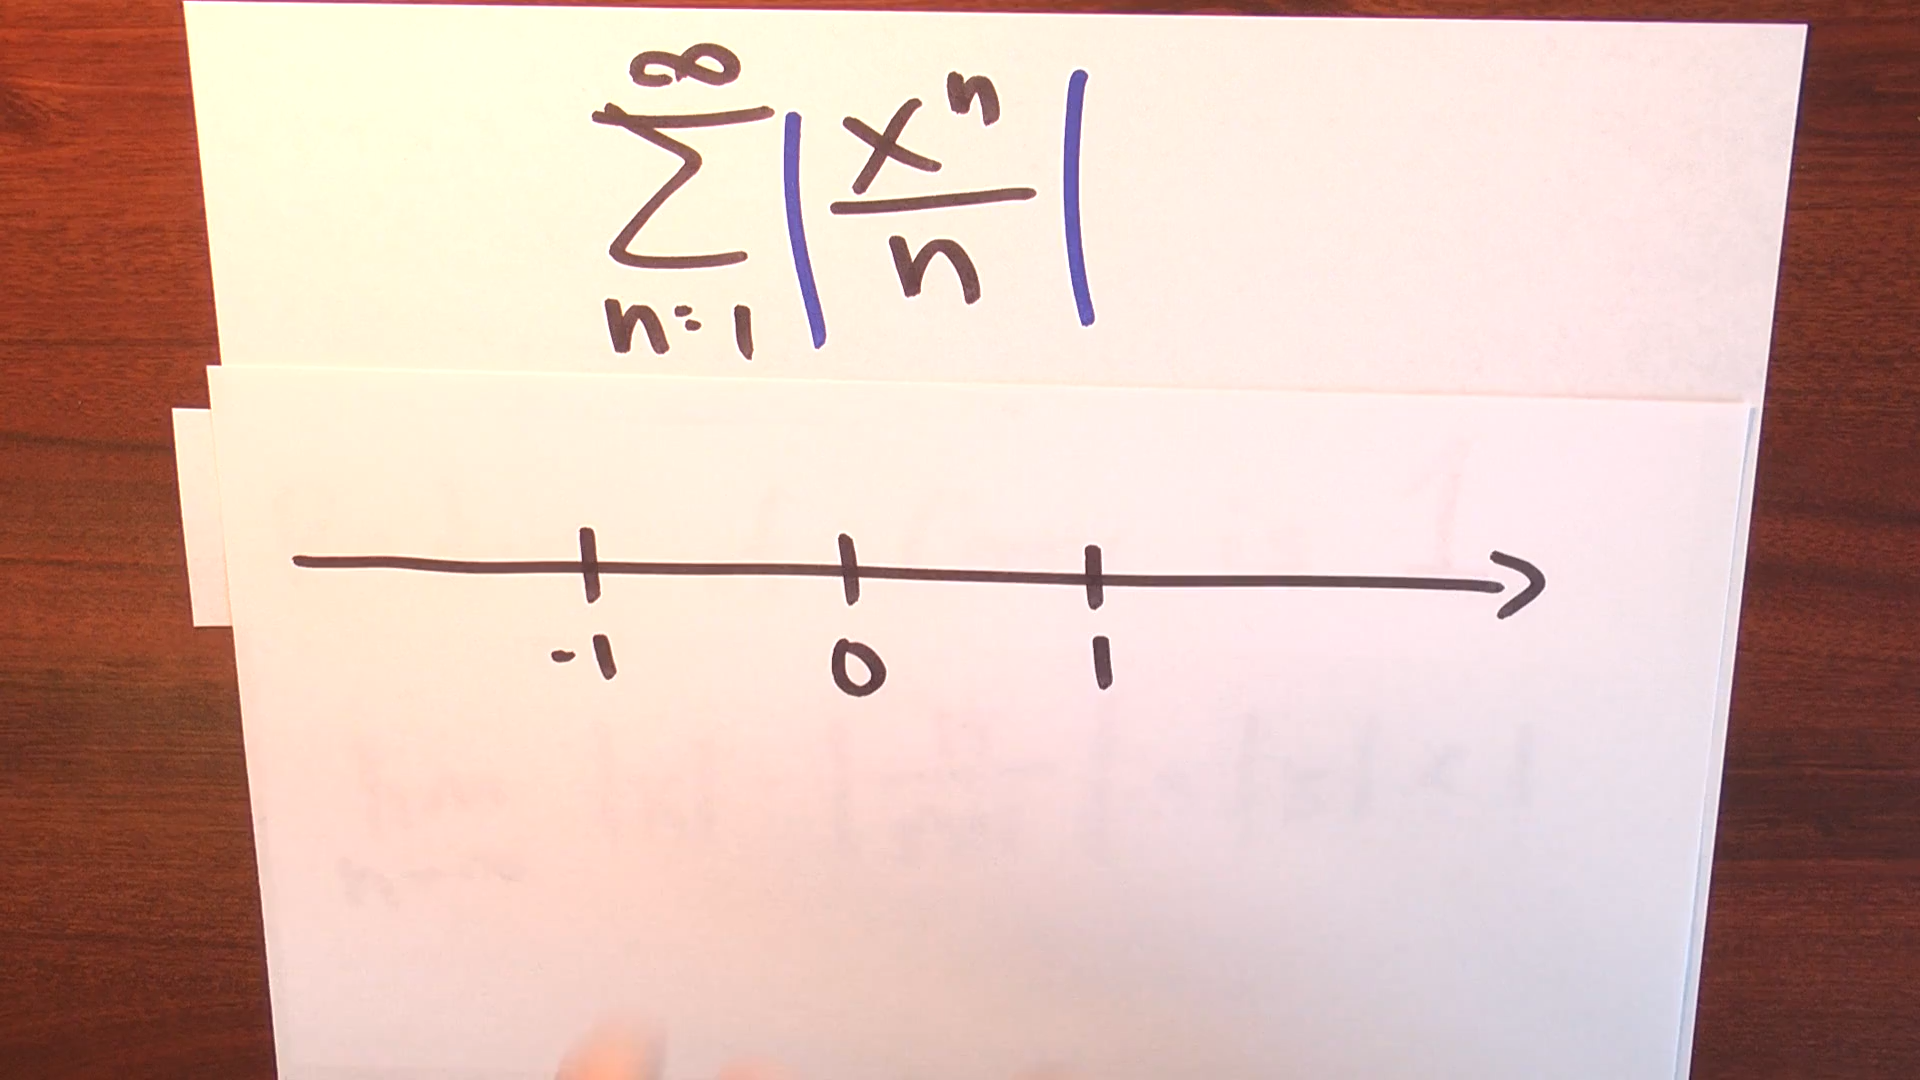 ∞
∑ | xⁿ / n |
n=1
-1 0 1